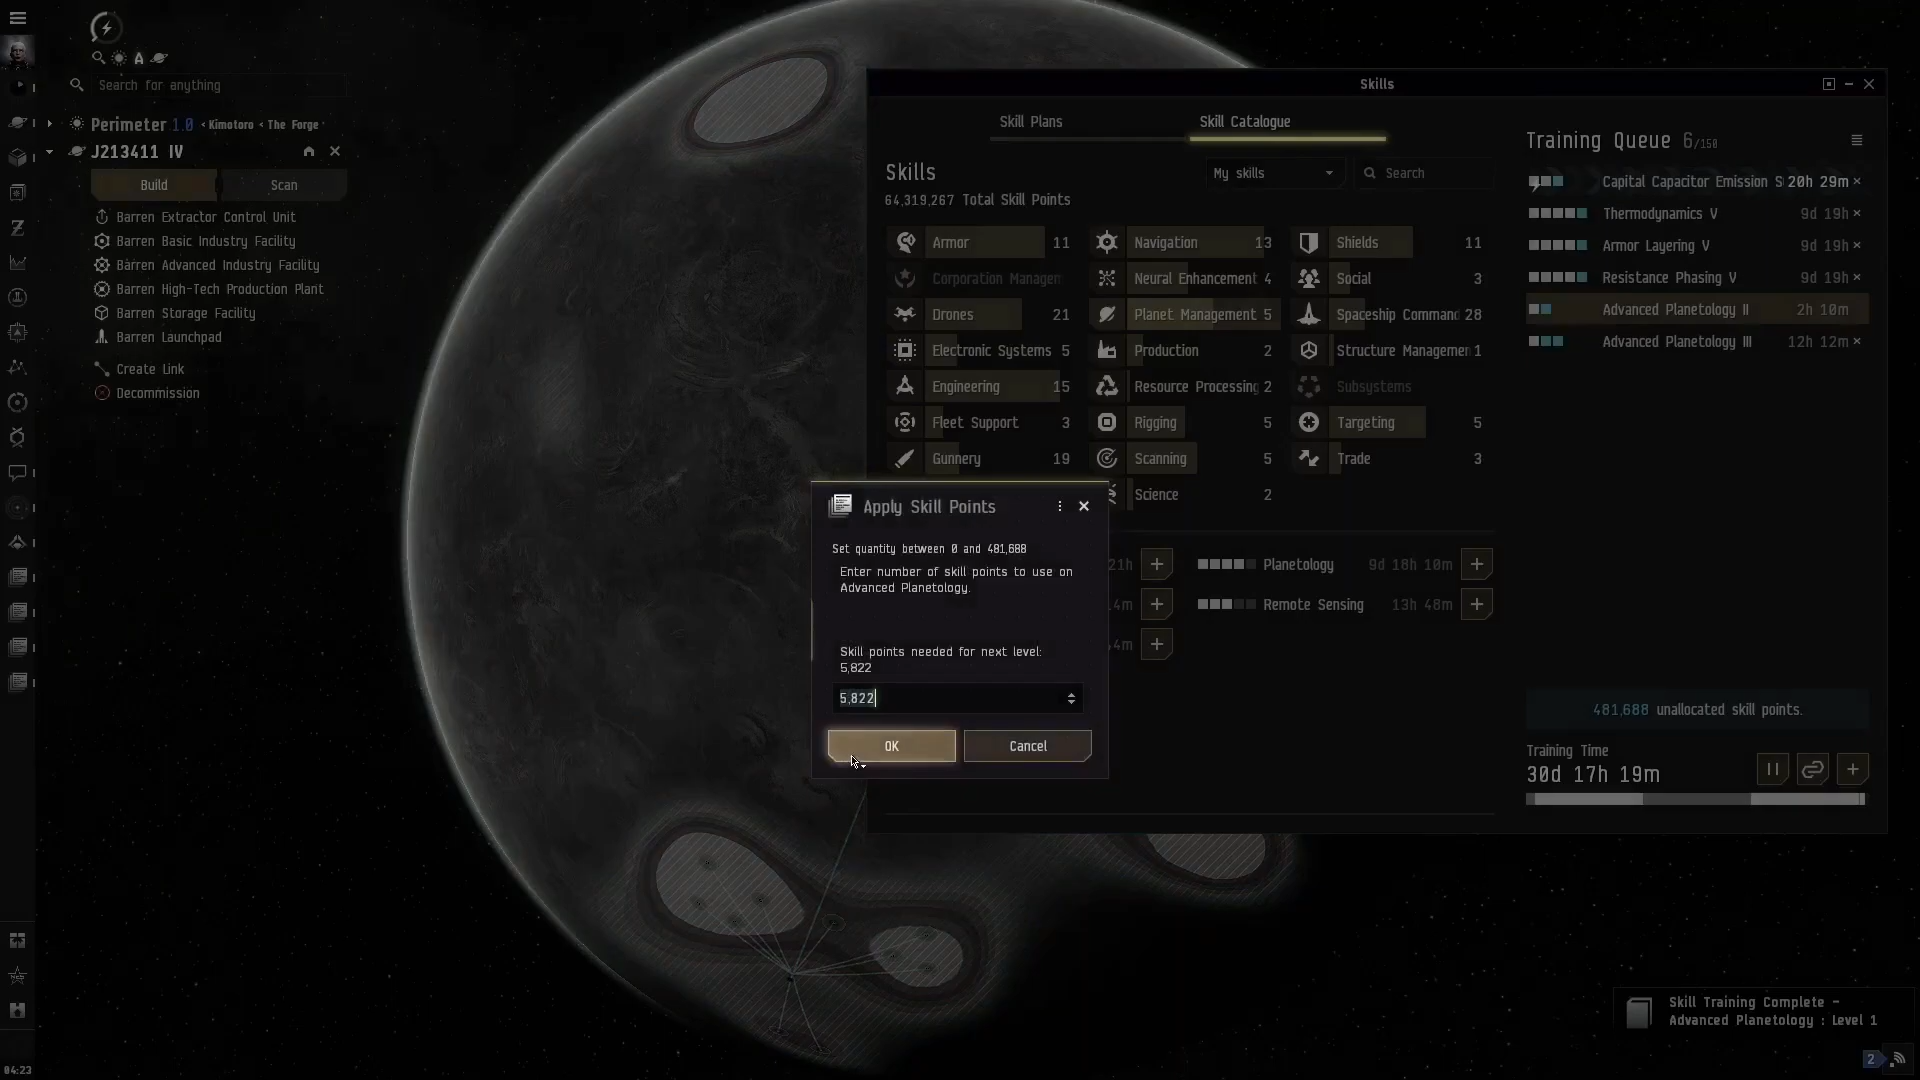 A
Search for anything
Perimeter 1.0 < Kimotoro < The Forge
J213411 IV
Build
Scan
Barren Extractor Control Unit
Barren Basic Industry Facility
Barren Advanced Industry Facility
Barren High-Tech Production Plant
Barren Storage Facility
Barren Launchpad
Create Link
Decommission
Skills
Skill Plans
Skill Catalogue
Skills
64,319,267 Total Skill Points
My skills
Search
Armor 11
Navigation 13
Shields 11
Corporation Managem
Neural Enhancement 4
Social 3
Drones 21
Planet Management 5
Spaceship Command 28
Electronic Systems 5
Production 2
Structure Managemen 1
Engineering 15
Resource Processing 2
Subsystems
Fleet Support 3
Rigging 5
Targeting 5
Gunnery 19
Scanning 5
Trade 3
Science 2
21h
Planetology 9d 18h 10m
4m
Remote Sensing 13h 48m
4m
Training Queue 6/150
Capital Capacitor Emission S 20h 29m
Thermodynamics V 9d 19h
Armor Layering V 9d 19h
Resistance Phasing V 9d 19h
Advanced Planetology II 2h 10m
Advanced Planetology III 12h 12m
481,688 unallocated skill points.
Training Time
30d 17h 19m
Apply Skill Points
Set quantity between 0 and 481,688
Enter number of skill points to use on
Advanced Planetology.
Skill points needed for next level:
5,822
5,822
OK
Cancel
Skill Training Complete -
Advanced Planetology : Level 1
2
04:23